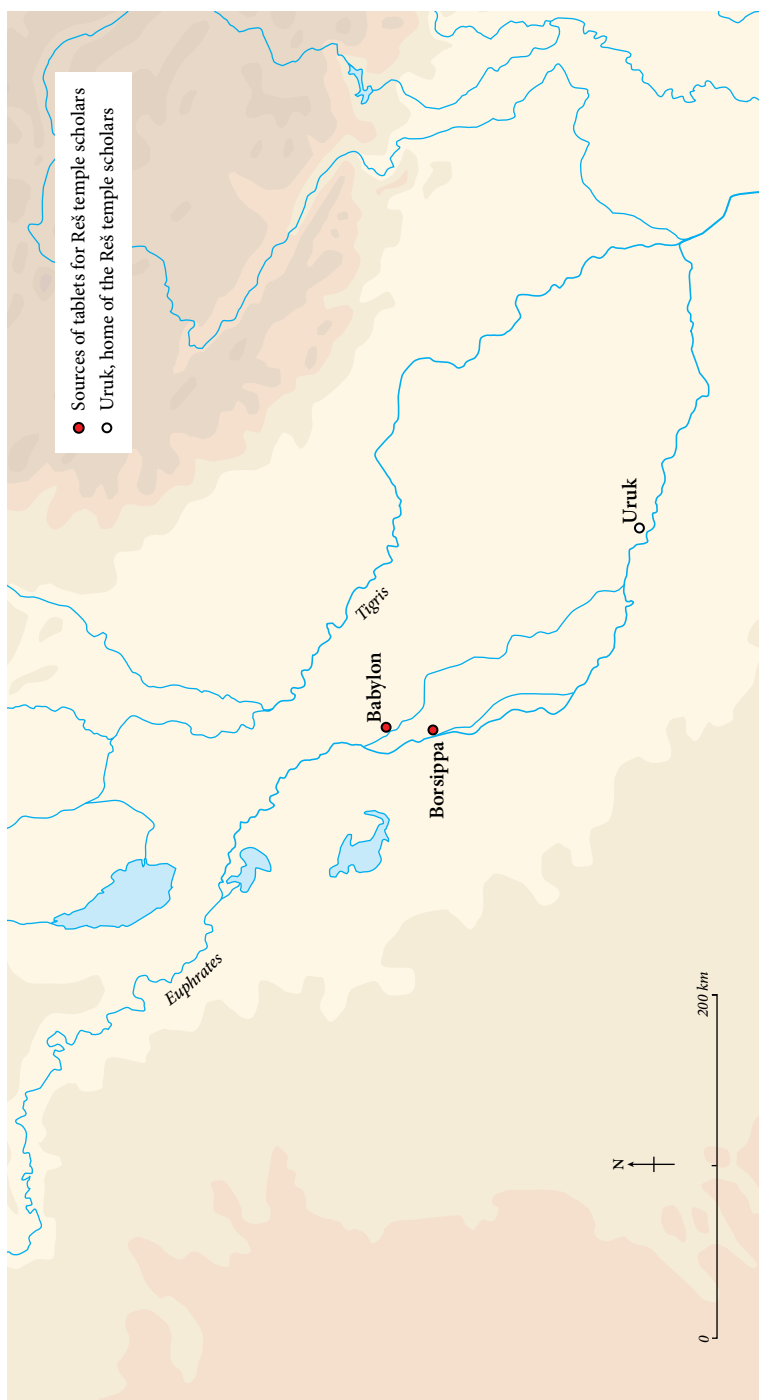 Sources of tablets for Reš temple scholars
Uruk, home of the Reš temple scholars
Tigris
Babylon
Borsippa
Uruk
Euphrates
N
0
200 km